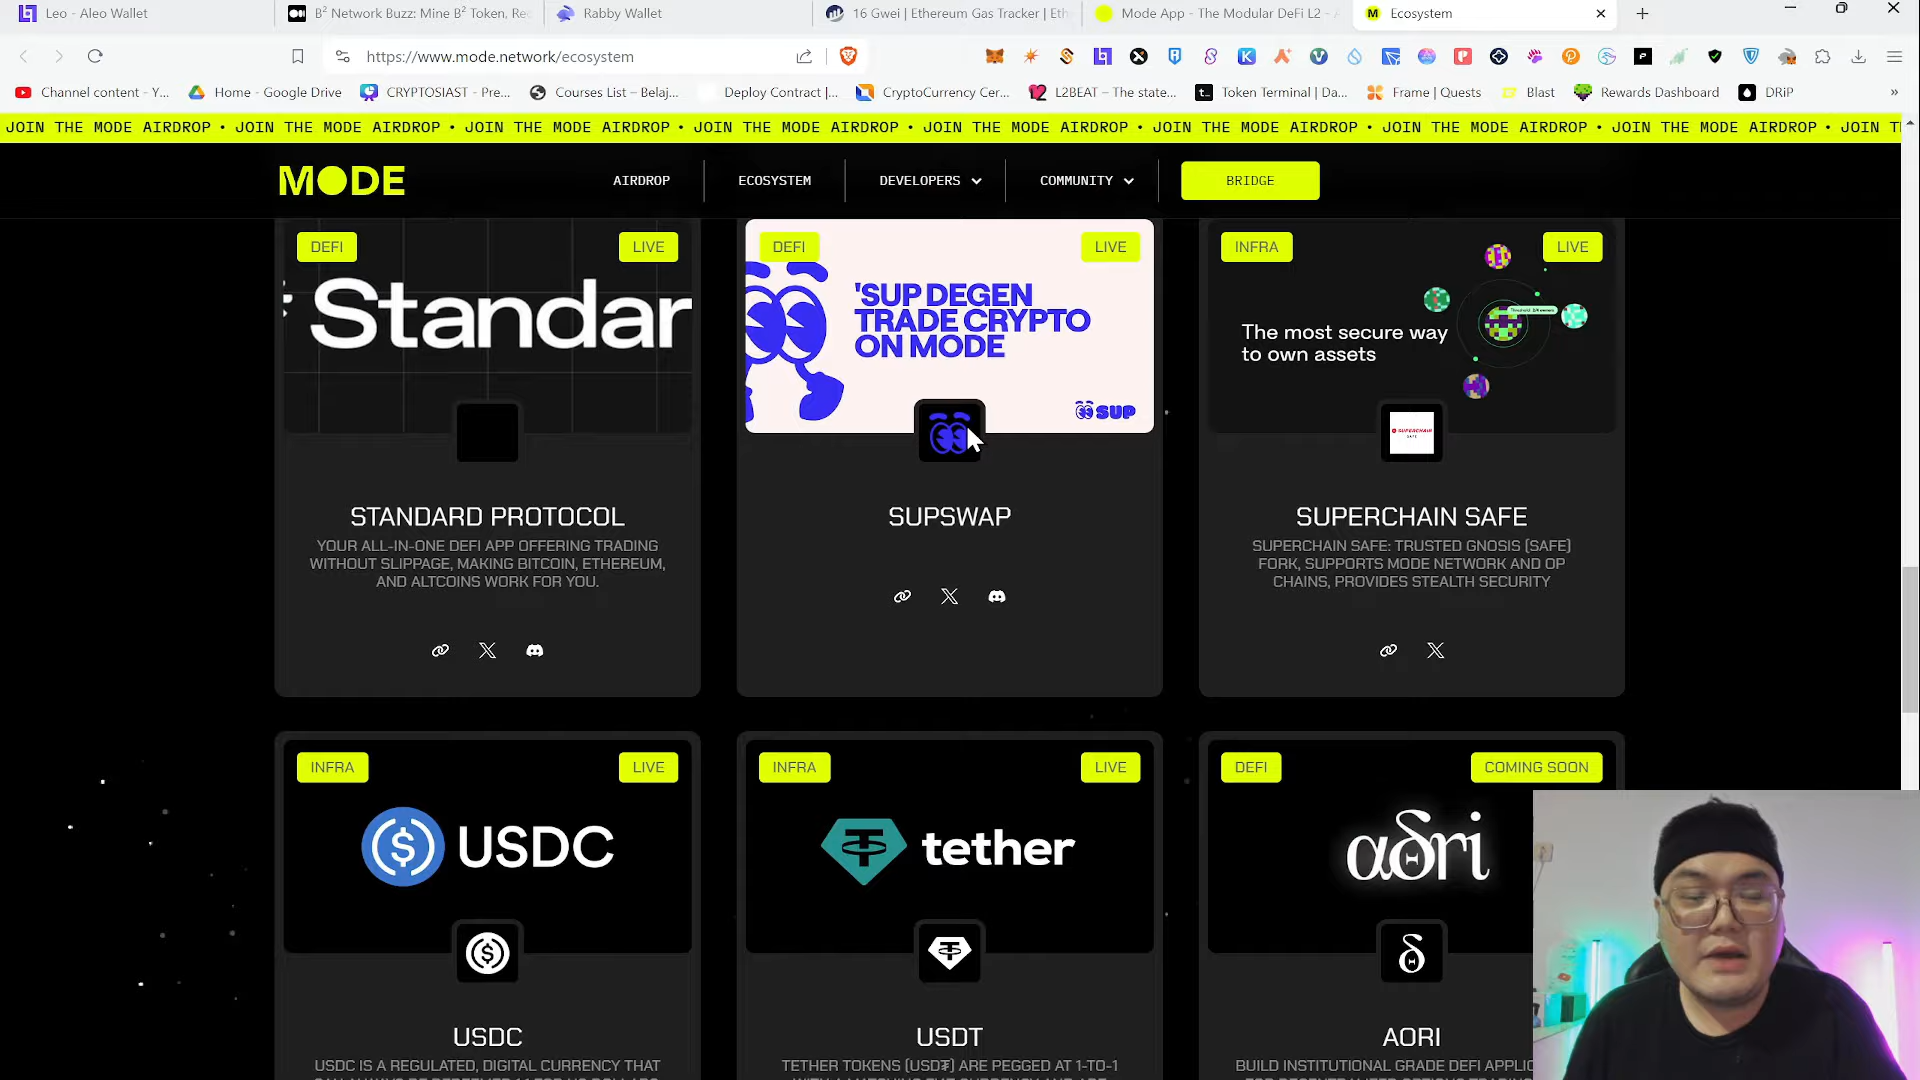 Leo - Aleo Wallet
B² Network Buzz: Mine B² Token, Rec
Rabby Wallet
16 Gwei | Ethereum Gas Tracker | Eth
Mode App - The Modular DeFi L2 -
Ecosystem
https://www.mode.network/ecosystem
Channel content - Y...
Home - Google Drive
CRYPTOSIAST - Pre...
Courses List – Belaj...
Deploy Contract |...
CryptoCurrency Cer...
L2BEAT – The state...
Token Terminal | Da...
Frame | Quests
Blast
Rewards Dashboard
DRiP
»
JOIN THE MODE AIRDROP • JOIN THE MODE AIRDROP • JOIN THE MODE AIRDROP • JOIN THE MODE AIRDROP • JOIN THE MODE AIRDROP • JOIN THE MODE AIRDROP • JOIN THE MODE AIRDROP • JOIN THE MODE AIRDROP • JOIN T
MODE
AIRDROP
ECOSYSTEM
DEVELOPERS
COMMUNITY
BRIDGE
DEFI
LIVE
Standar
STANDARD PROTOCOL
YOUR ALL-IN-ONE DEFI APP OFFERING TRADING
WITHOUT SLIPPAGE, MAKING BITCOIN, ETHEREUM,
AND ALTCOINS WORK FOR YOU.
DEFI
LIVE
'SUP DEGEN
TRADE CRYPTO
ON MODE
SUP
SUPSWAP
INFRA
LIVE
The most secure way
to own assets
SUPERCHAIN
SAFE
SUPERCHAIN SAFE
SUPERCHAIN SAFE: TRUSTED GNOSIS (SAFE)
FORK, SUPPORTS MODE NETWORK AND OP
CHAINS, PROVIDES STEALTH SECURITY
INFRA
LIVE
USDC
USDC
USDC IS A REGULATED, DIGITAL CURRENCY THAT
INFRA
LIVE
tether
USDT
TETHER TOKENS (USD₮) ARE PEGGED AT 1-TO-1
DEFI
COMING SOON
αδri
AORI
BUILD INSTITUTIONAL GRADE DEFI APPLIC